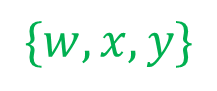 {w, x, y}